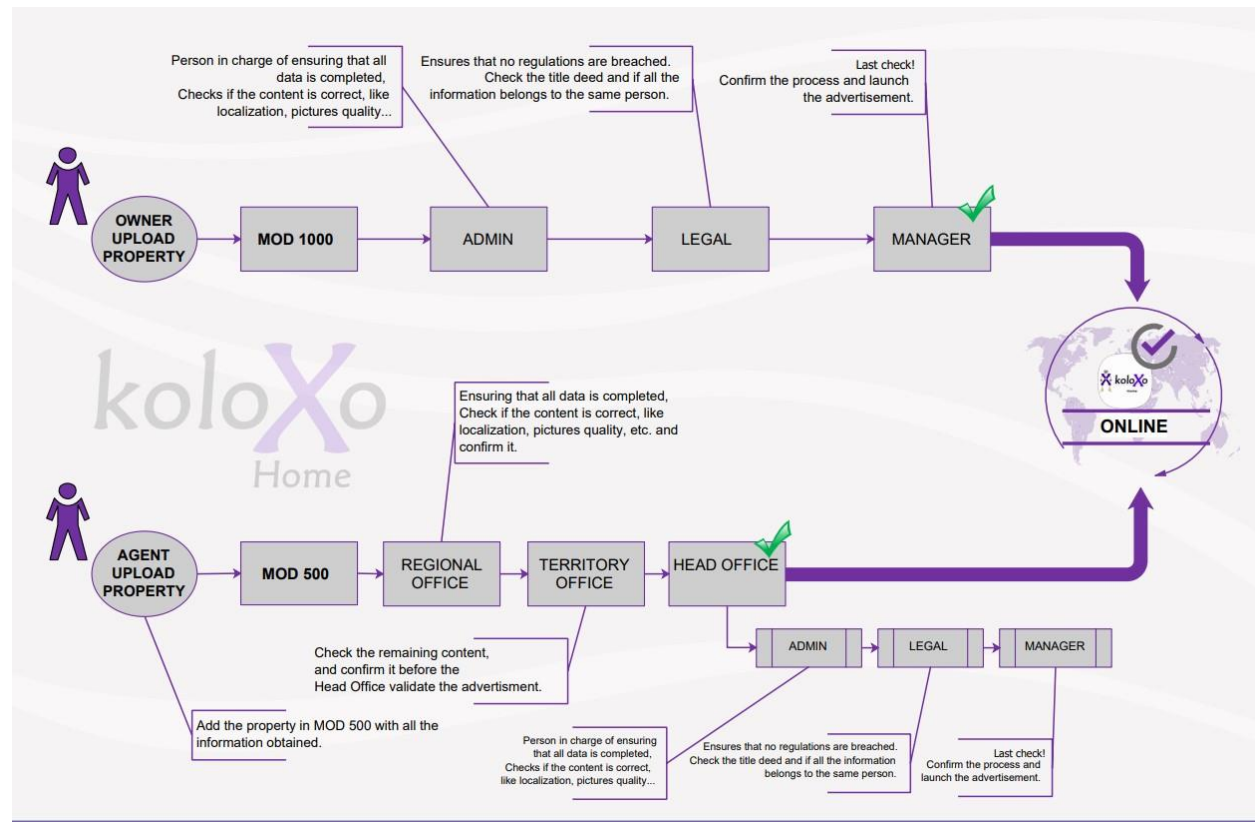 Person in charge of ensuring that all
data is completed,
Checks if the content is correct, like
localization, pictures quality...
Ensures that no regulations are breached.
Check the title deed and if all the
information belongs to the same person.
Last check!
Confirm the process and launch
the advertisement.
OWNER
UPLOAD
PROPERTY
MOD 1000
ADMIN
LEGAL
MANAGER
koloXo
Home
koloXo
ONLINE
Ensuring that all data is completed,
Check if the content is correct, like
localization, pictures quality, etc. and
confirm it.
AGENT
UPLOAD
PROPERTY
MOD 500
REGIONAL
OFFICE
TERRITORY
OFFICE
HEAD OFFICE
ADMIN
LEGAL
MANAGER
Check the remaining content,
and confirm it before the
Head Office validate the advertisment.
Add the property in MOD 500 with all the
information obtained.
Person in charge of ensuring
that all data is completed,
Checks if the content is correct,
like localization, pictures quality...
Ensures that no regulations are breached.
Check the title deed and if all the information
belongs to the same person.
Last check!
Confirm the process and
launch the advertisement.